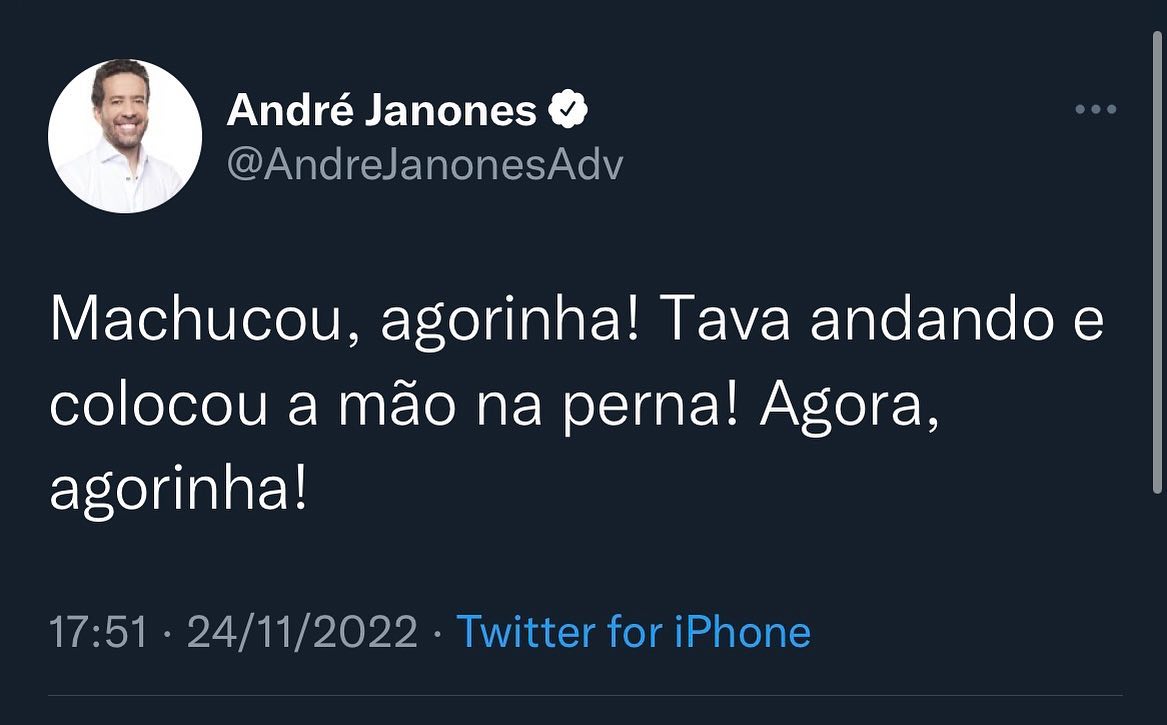 André Janones
@AndreJanonesAdv
Machucou, agorinha! Tava andando e
colocou a mão na perna! Agora,
agorinha!
17:51 · 24/11/2022 · Twitter for iPhone